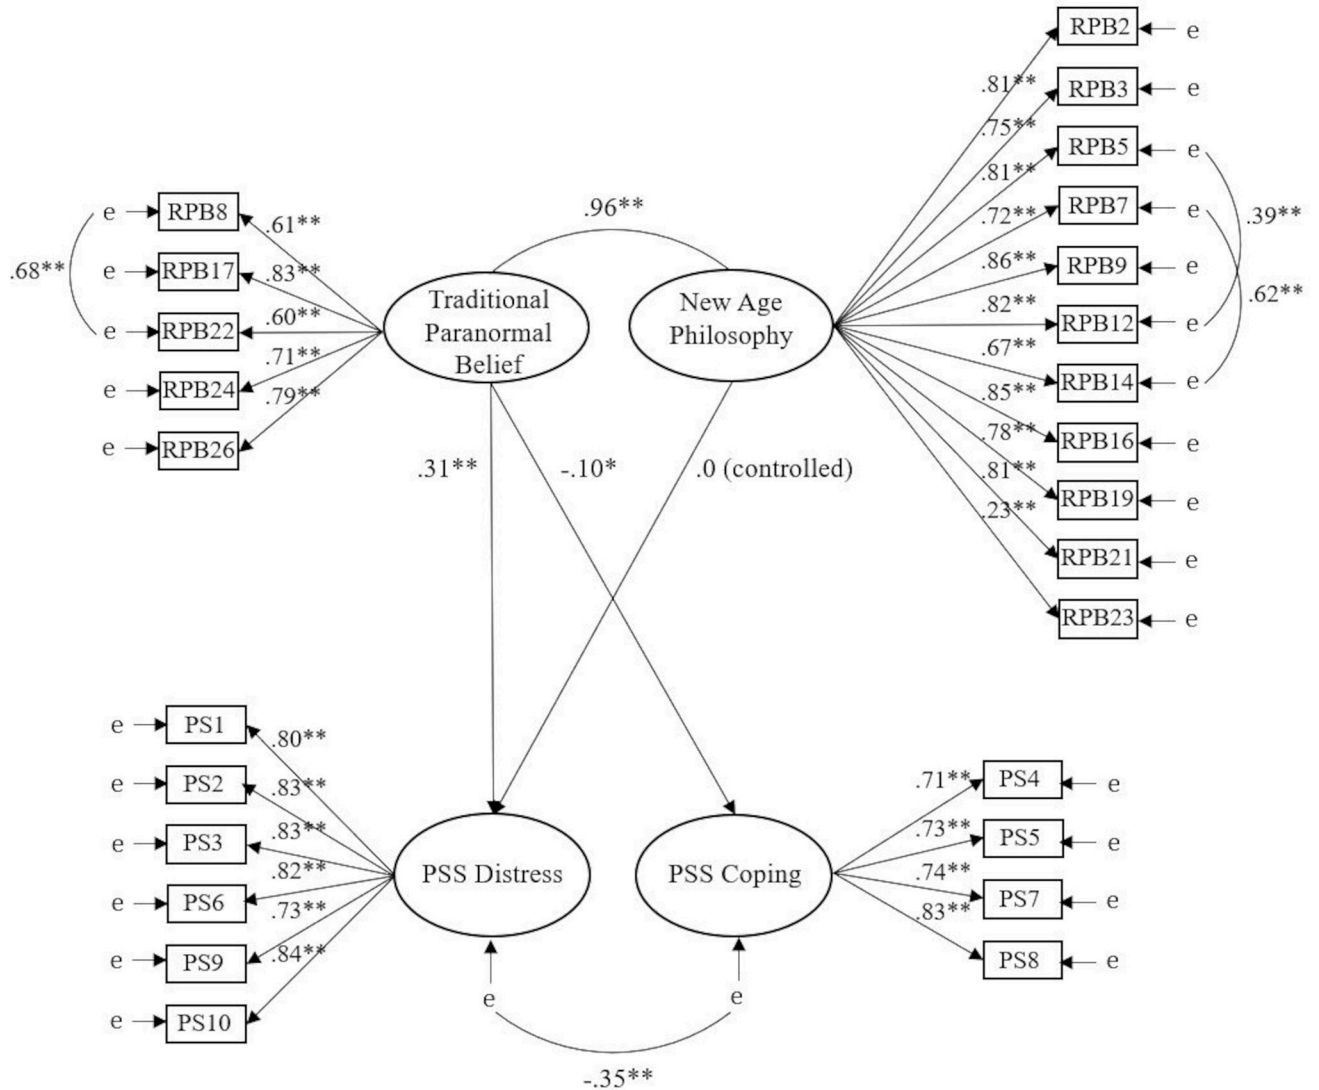 RPB2 e
.81**
RPB3 e
.75**
RPB5 e
.81**
RPB7 e
.72**
RPB9 e
.86**
RPB12 e
.82**
RPB14 e
.67**
RPB16 e
.85**
RPB19 e
.78**
RPB21 e
.81**
RPB23 e
.23**
.39**
.62**
e RPB8
.61**
e RPB17
.83**
e RPB22
.60**
e RPB24
.71**
e RPB26
.79**
.68**
.96**
Traditional
Paranormal
Belief
New Age
Philosophy
.31**
-.10*
.0 (controlled)
e PS1
.80**
e PS2
.83**
e PS3
.83**
e PS6
.82**
e PS9
.73**
e PS10
.84**
PSS Distress
PSS Coping
.71**
PS4 e
.73**
PS5 e
.74**
PS7 e
.83**
PS8 e
e
e
-.35**